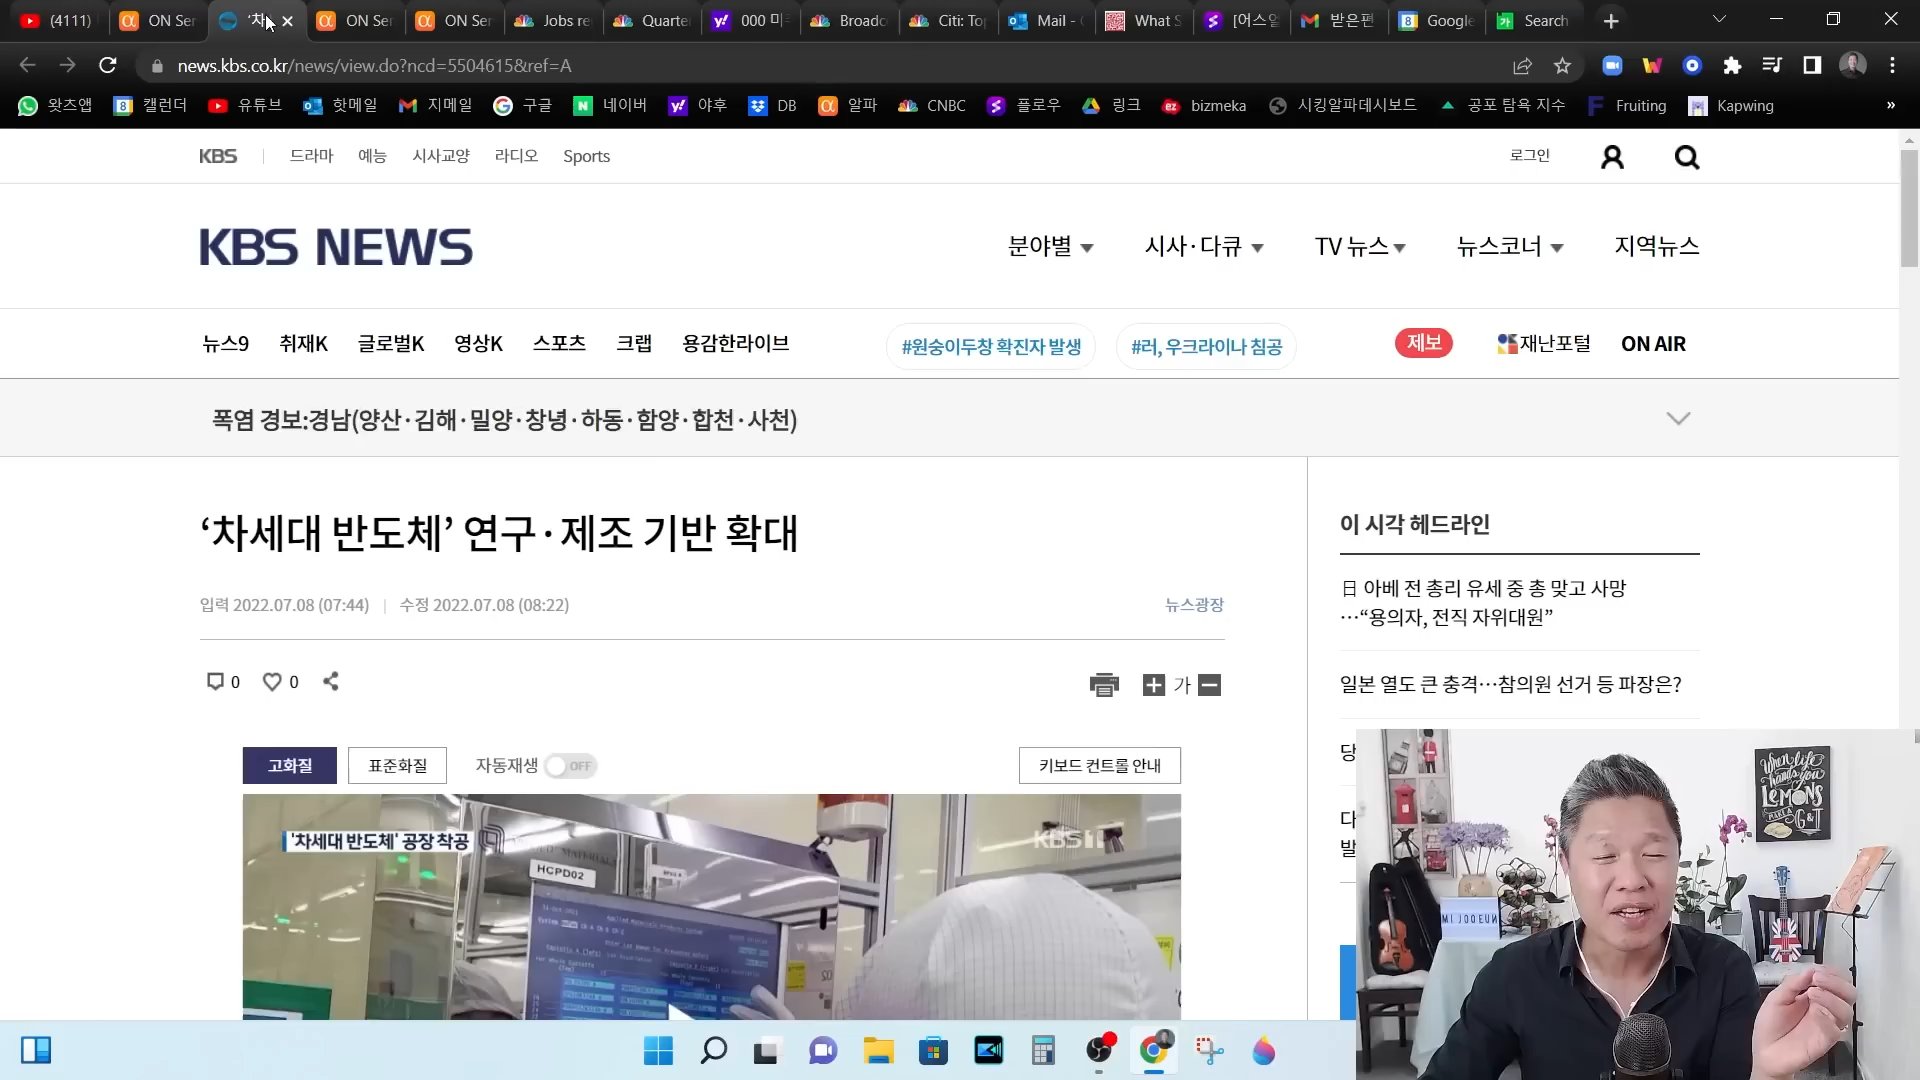 (4111)
ON Ser
‘차
ON Ser
ON Ser
Jobs re
Quarte
000 미
Broadc
Citi: To
Mail -
What S
[어스얼
받은편
Google
Search
news.kbs.co.kr/news/view.do?ncd=5504615&ref=A
왓츠앱
캘린더
유튜브
핫메일
지메일
구글
네이버
야후
DB
알파
CNBC
플로우
링크
bizmeka
시킹알파데시보드
공포 탐욕 지수
Fruiting
Kapwing
»
KBS
드라마
예능
시사교양
라디오
Sports
로그인
KBS NEWS
분야별
시사·다큐
TV 뉴스
뉴스코너
지역뉴스
뉴스9
취재K
글로벌K
영상K
스포츠
크랩
용감한라이브
#원숭이두창 확진자 발생
#러, 우크라이나 침공
제보
재난포털
ON AIR
폭염 경보:경남(양산·김해·밀양·창녕·하동·함양·합천·사천)
‘차세대 반도체’ 연구·제조 기반 확대
입력 2022.07.08 (07:44) | 수정 2022.07.08 (08:22)
뉴스광장
0
0
가
고화질
표준화질
자동재생
OFF
키보드 컨트롤 안내
'차세대 반도체' 공장 착공
KBS 1
HCPD02
이 시각 헤드라인
日 아베 전 총리 유세 중 총 맞고 사망
…“용의자, 전직 자위대원”
일본 열도 큰 충격…참의원 선거 등 파장은?
당
다
발
When life
hands you
LEMONS
MAKE A
G&T
MI JOOEUN